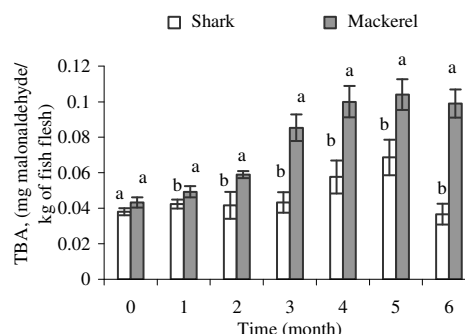 Shark Mackerel
TBA, (mg malonaldehyde/
kg of fish flesh)
0.12
0.1
0.08
0.06
0.04
0.02
0
a a b a b a b a b a b a b a
0 1 2 3 4 5 6
Time (month)